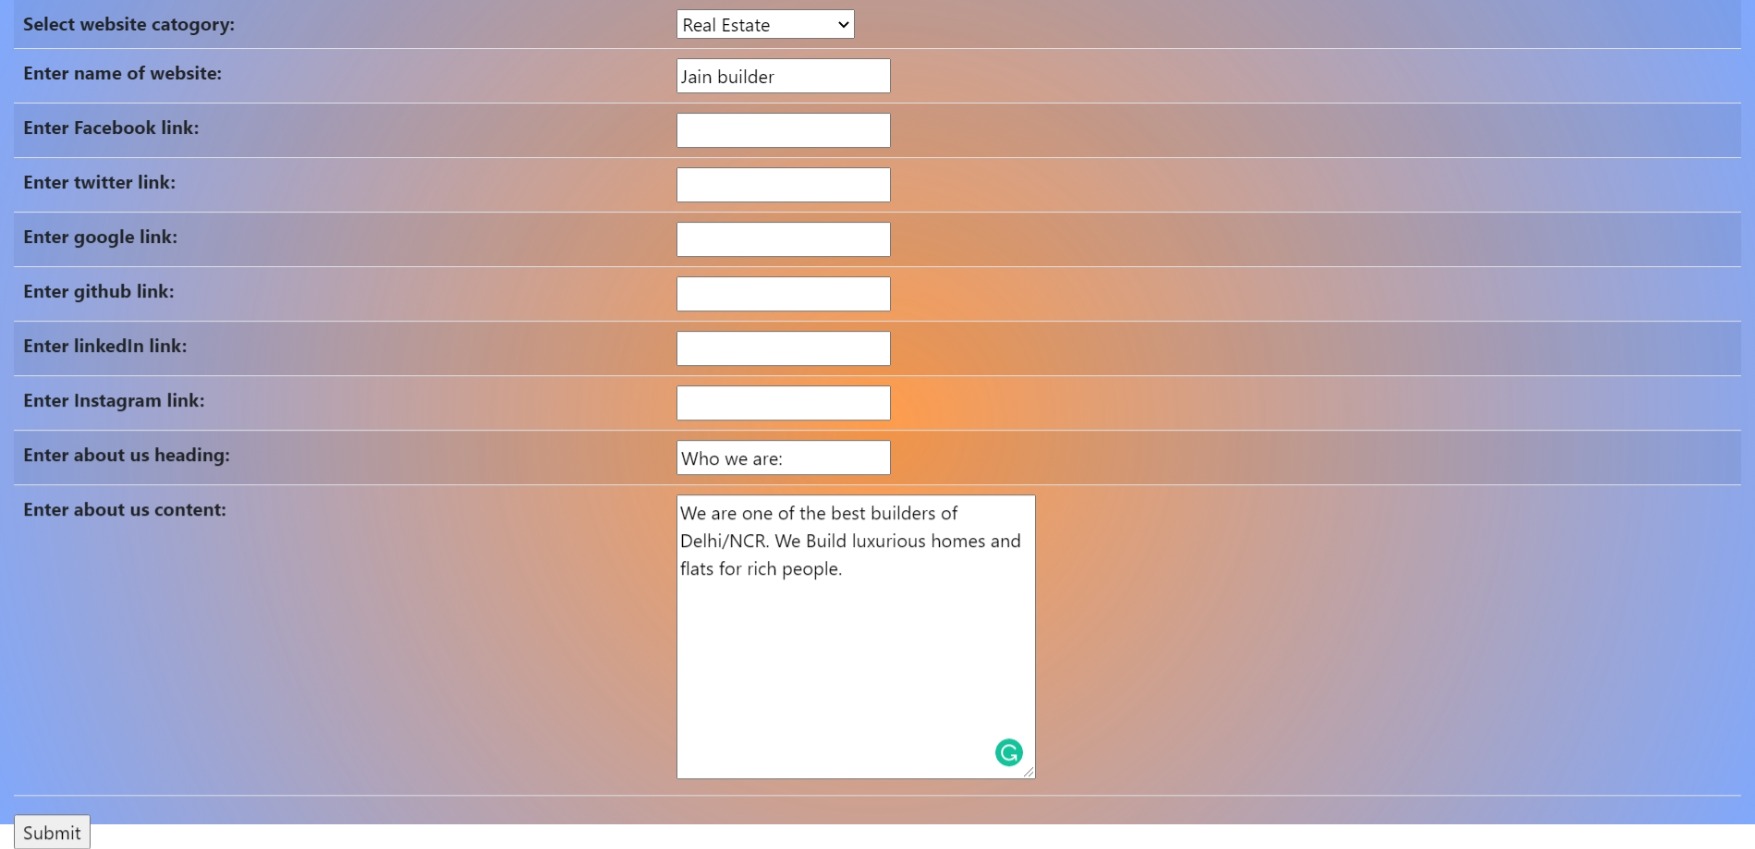 Select website catogory: Real Estate
Enter name of website: Jain builder
Enter Facebook link:
Enter twitter link:
Enter google link:
Enter github link:
Enter linkedIn link:
Enter Instagram link:
Enter about us heading: Who we are:
Enter about us content: We are one of the best builders of
Delhi/NCR. We Build luxurious homes and
flats for rich people.
G
Submit